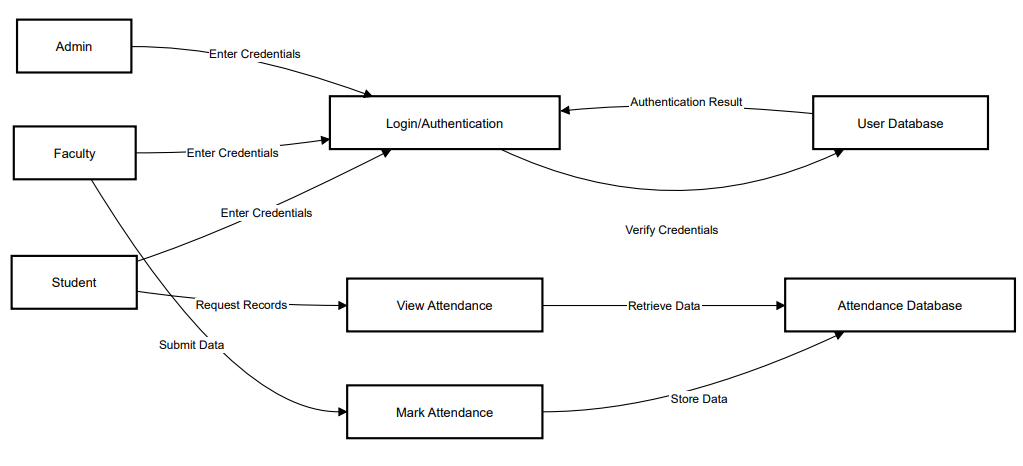 Admin
Enter Credentials
Authentication Result
Login/Authentication
User Database
Faculty
Enter Credentials
Enter Credentials
Verify Credentials
Student
Request Records
View Attendance
Retrieve Data
Attendance Database
Submit Data
Store Data
Mark Attendance